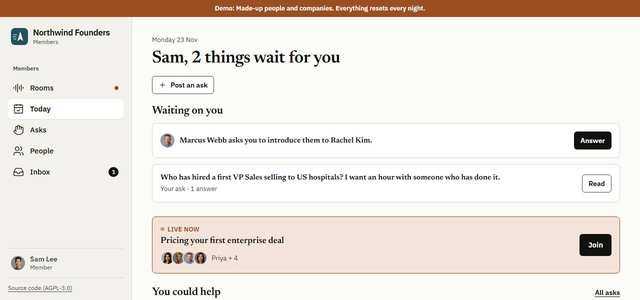 Demo: Made-up people and companies. Everything resets every night.
Northwind Founders
Members
Members
Rooms
Today
Asks
People
Inbox
1
Sam Lee
Member
Source code (AGPL-3.0)
Monday 23 Nov
Sam, 2 things wait for you
+ Post an ask
Waiting on you
Marcus Webb asks you to introduce them to Rachel Kim.
Answer
Who has hired a first VP Sales selling to US hospitals? I want an hour with someone who has done it.
Your ask · 1 answer
Read
LIVE NOW
Pricing your first enterprise deal
Priya + 4
Join
You could help
All asks